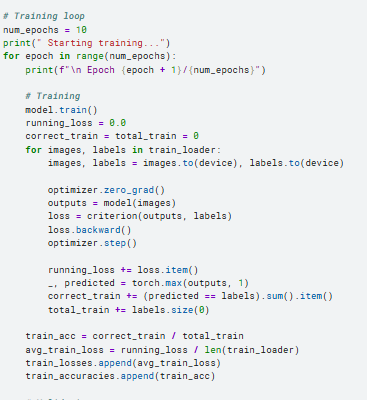 # Training loop
num_epochs = 10
print(" Starting training...")
for epoch in range(num_epochs):
    print(f"\n Epoch {epoch + 1}/{num_epochs}")

    # Training
    model.train()
    running_loss = 0.0
    correct_train = total_train = 0
    for images, labels in train_loader:
        images, labels = images.to(device), labels.to(device)

        optimizer.zero_grad()
        outputs = model(images)
        loss = criterion(outputs, labels)
        loss.backward()
        optimizer.step()

        running_loss += loss.item()
        _, predicted = torch.max(outputs, 1)
        correct_train += (predicted == labels).sum().item()
        total_train += labels.size(0)

    train_acc = correct_train / total_train
    avg_train_loss = running_loss / len(train_loader)
    train_losses.append(avg_train_loss)
    train_accuracies.append(train_acc)